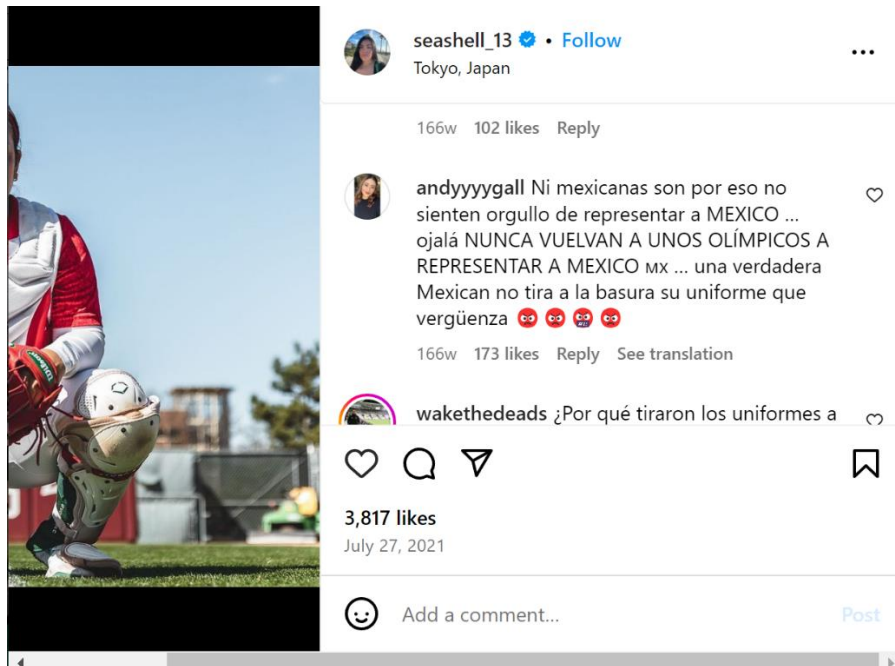 seashell_13 • Follow
Tokyo, Japan
166w 102 likes Reply
andyyyygall Ni mexicanas son por eso no
sienten orgullo de representar a MEXICO ...
ojalá NUNCA VUELVAN A UNOS OLÍMPICOS A
REPRESENTAR A MEXICO MX ... una verdadera
Mexican no tira a la basura su uniforme que
vergüenza 😡 😡 🤬 😡
166w 173 likes Reply See translation
wakethedeads ¿Por qué tiraron los uniformes a
3,817 likes
July 27, 2021
Add a comment...
Post
Wilson